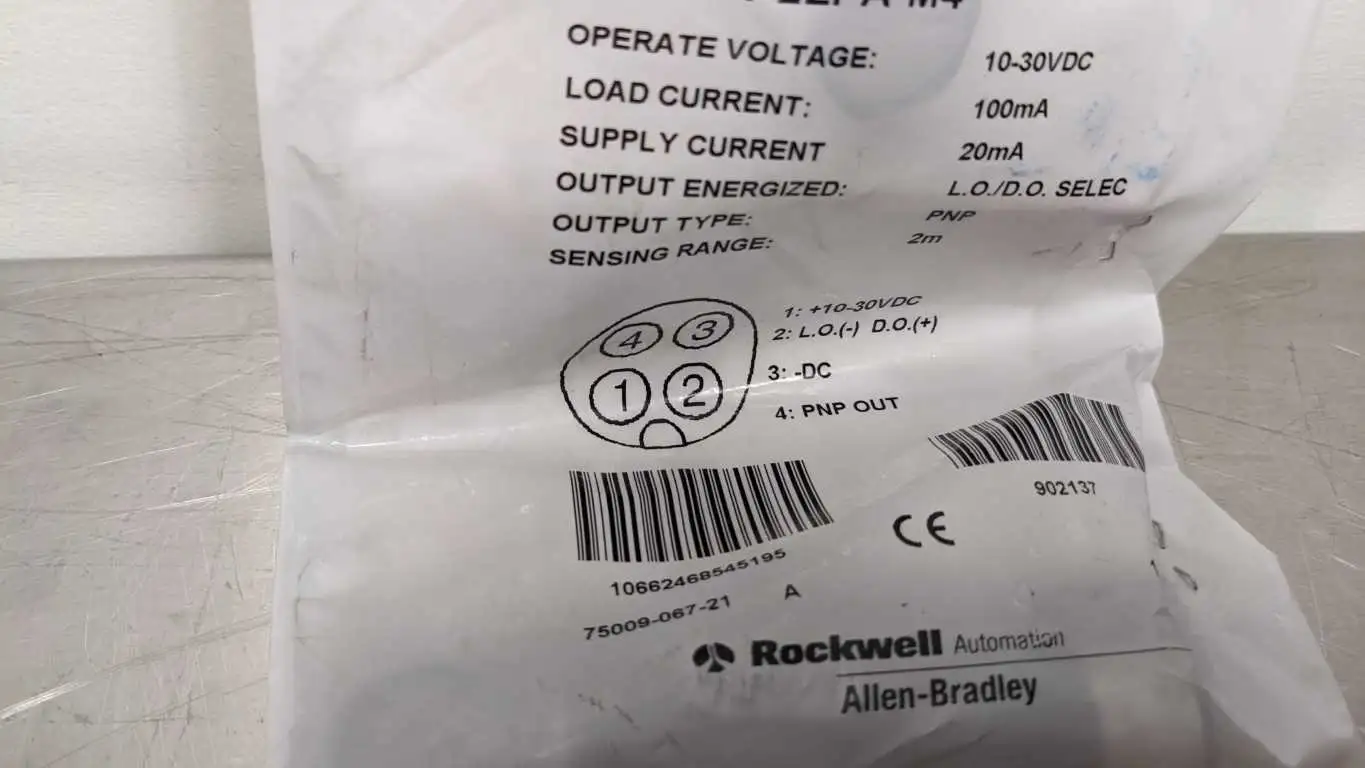 OPERATE VOLTAGE: 10-30VDC
LOAD CURRENT: 100mA
SUPPLY CURRENT 20mA
OUTPUT ENERGIZED: L.O./D.O. SELEC
OUTPUT TYPE: PNP
SENSING RANGE: 2m
1: +10-30VDC
2: L.O.(-) D.O.(+)
3: -DC
4: PNP OUT
4 3
1 2
902137
10662468545195
75009-067-21 A
CE
Rockwell Automation
Allen-Bradley